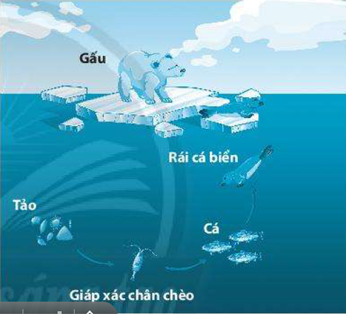 Gấu
Rái cá biển
Tảo
Cá
Giáp xác chân chèo